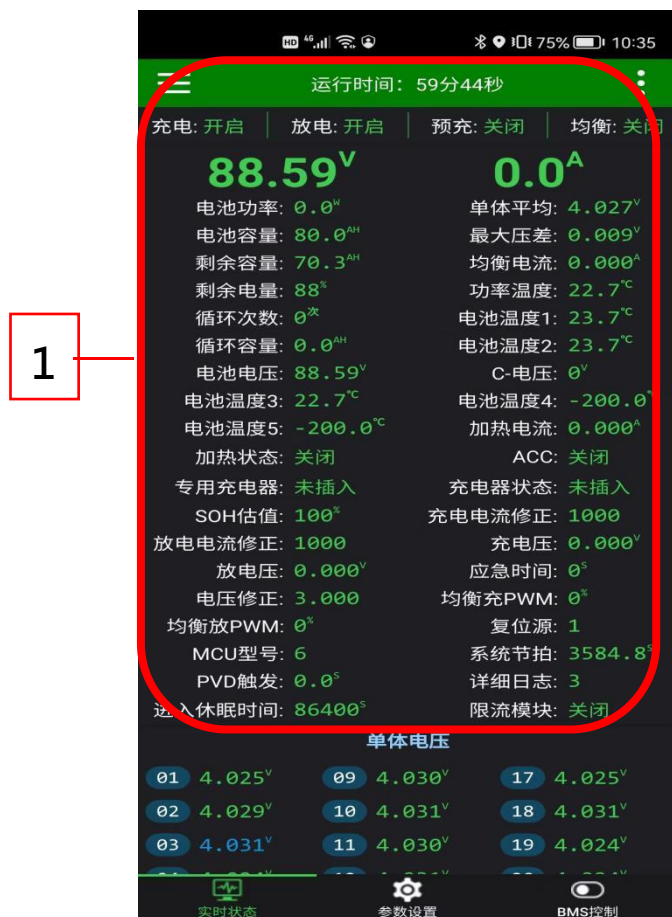 HD 46 75% 10:35
运行时间: 59分44秒
充电: 开启 放电: 开启 预充: 关闭 均衡: 关闭
88.59V 0.0A
电池功率: 0.0W 单体平均: 4.027V
电池容量: 80.0AH 最大压差: 0.009V
剩余容量: 70.3AH 均衡电流: 0.000A
剩余电量: 88% 功率温度: 22.7℃
循环次数: 0次 电池温度1: 23.7℃
循环容量: 0.0AH 电池温度2: 23.7℃
1
电池电压: 88.59V C-电压: 0V
电池温度3: 22.7℃ 电池温度4: -200.0
电池温度5: -200.0℃ 加热电流: 0.000A
加热状态: 关闭 ACC: 关闭
专用充电器: 未插入 充电器状态: 未插入
SOH估值: 100% 充电电流修正: 1000
放电电流修正: 1000 充电压: 0.000V
放电压: 0.000V 应急时间: 0S
电压修正: 3.000 均衡充PWM: 0%
均衡放PWM: 0% 复位源: 1
MCU型号: 6 系统节拍: 3584.8S
PVD触发: 0.0S 详细日志: 3
进入休眠时间: 86400S 限流模块: 关闭
单体电压
01 4.025V 09 4.030V 17 4.025V
02 4.029V 10 4.031V 18 4.031V
03 4.031V 11 4.030V 19 4.024V
实时状态 参数设置 BMS控制